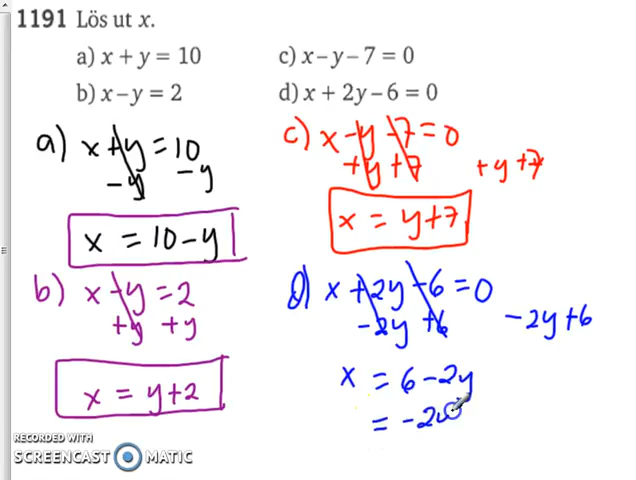 1191 Lös ut x.
a) x + y = 10
c) x − y − 7 = 0
b) x − y = 2
d) x + 2y − 6 = 0
a) x + y = 10
− y − y
x = 10 − y
b) x − y = 2
+ y + y
x = y + 2
c) x − y − 7 = 0
+ y + 7 + y + 7
x = y + 7
d) x + 2y − 6 = 0
− 2y + 6 − 2y + 6
x = 6 − 2y
= − 2y
RECORDED WITH
SCREENCAST MATIC